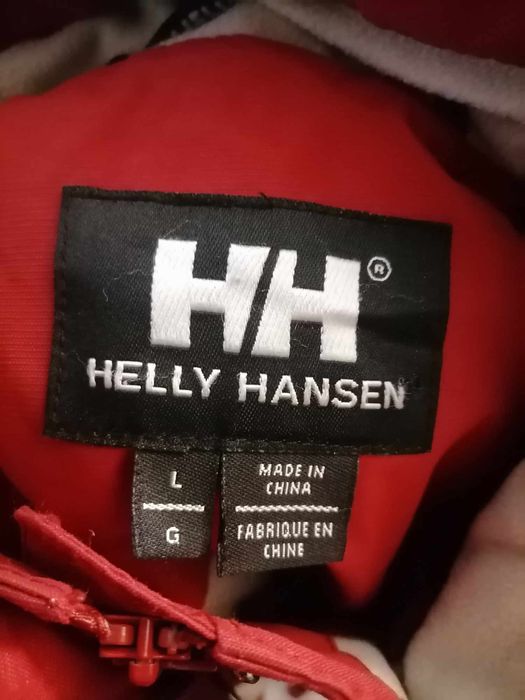 HH®
HELLY HANSEN
L
G
MADE IN
CHINA
FABRIQUE EN
CHINE